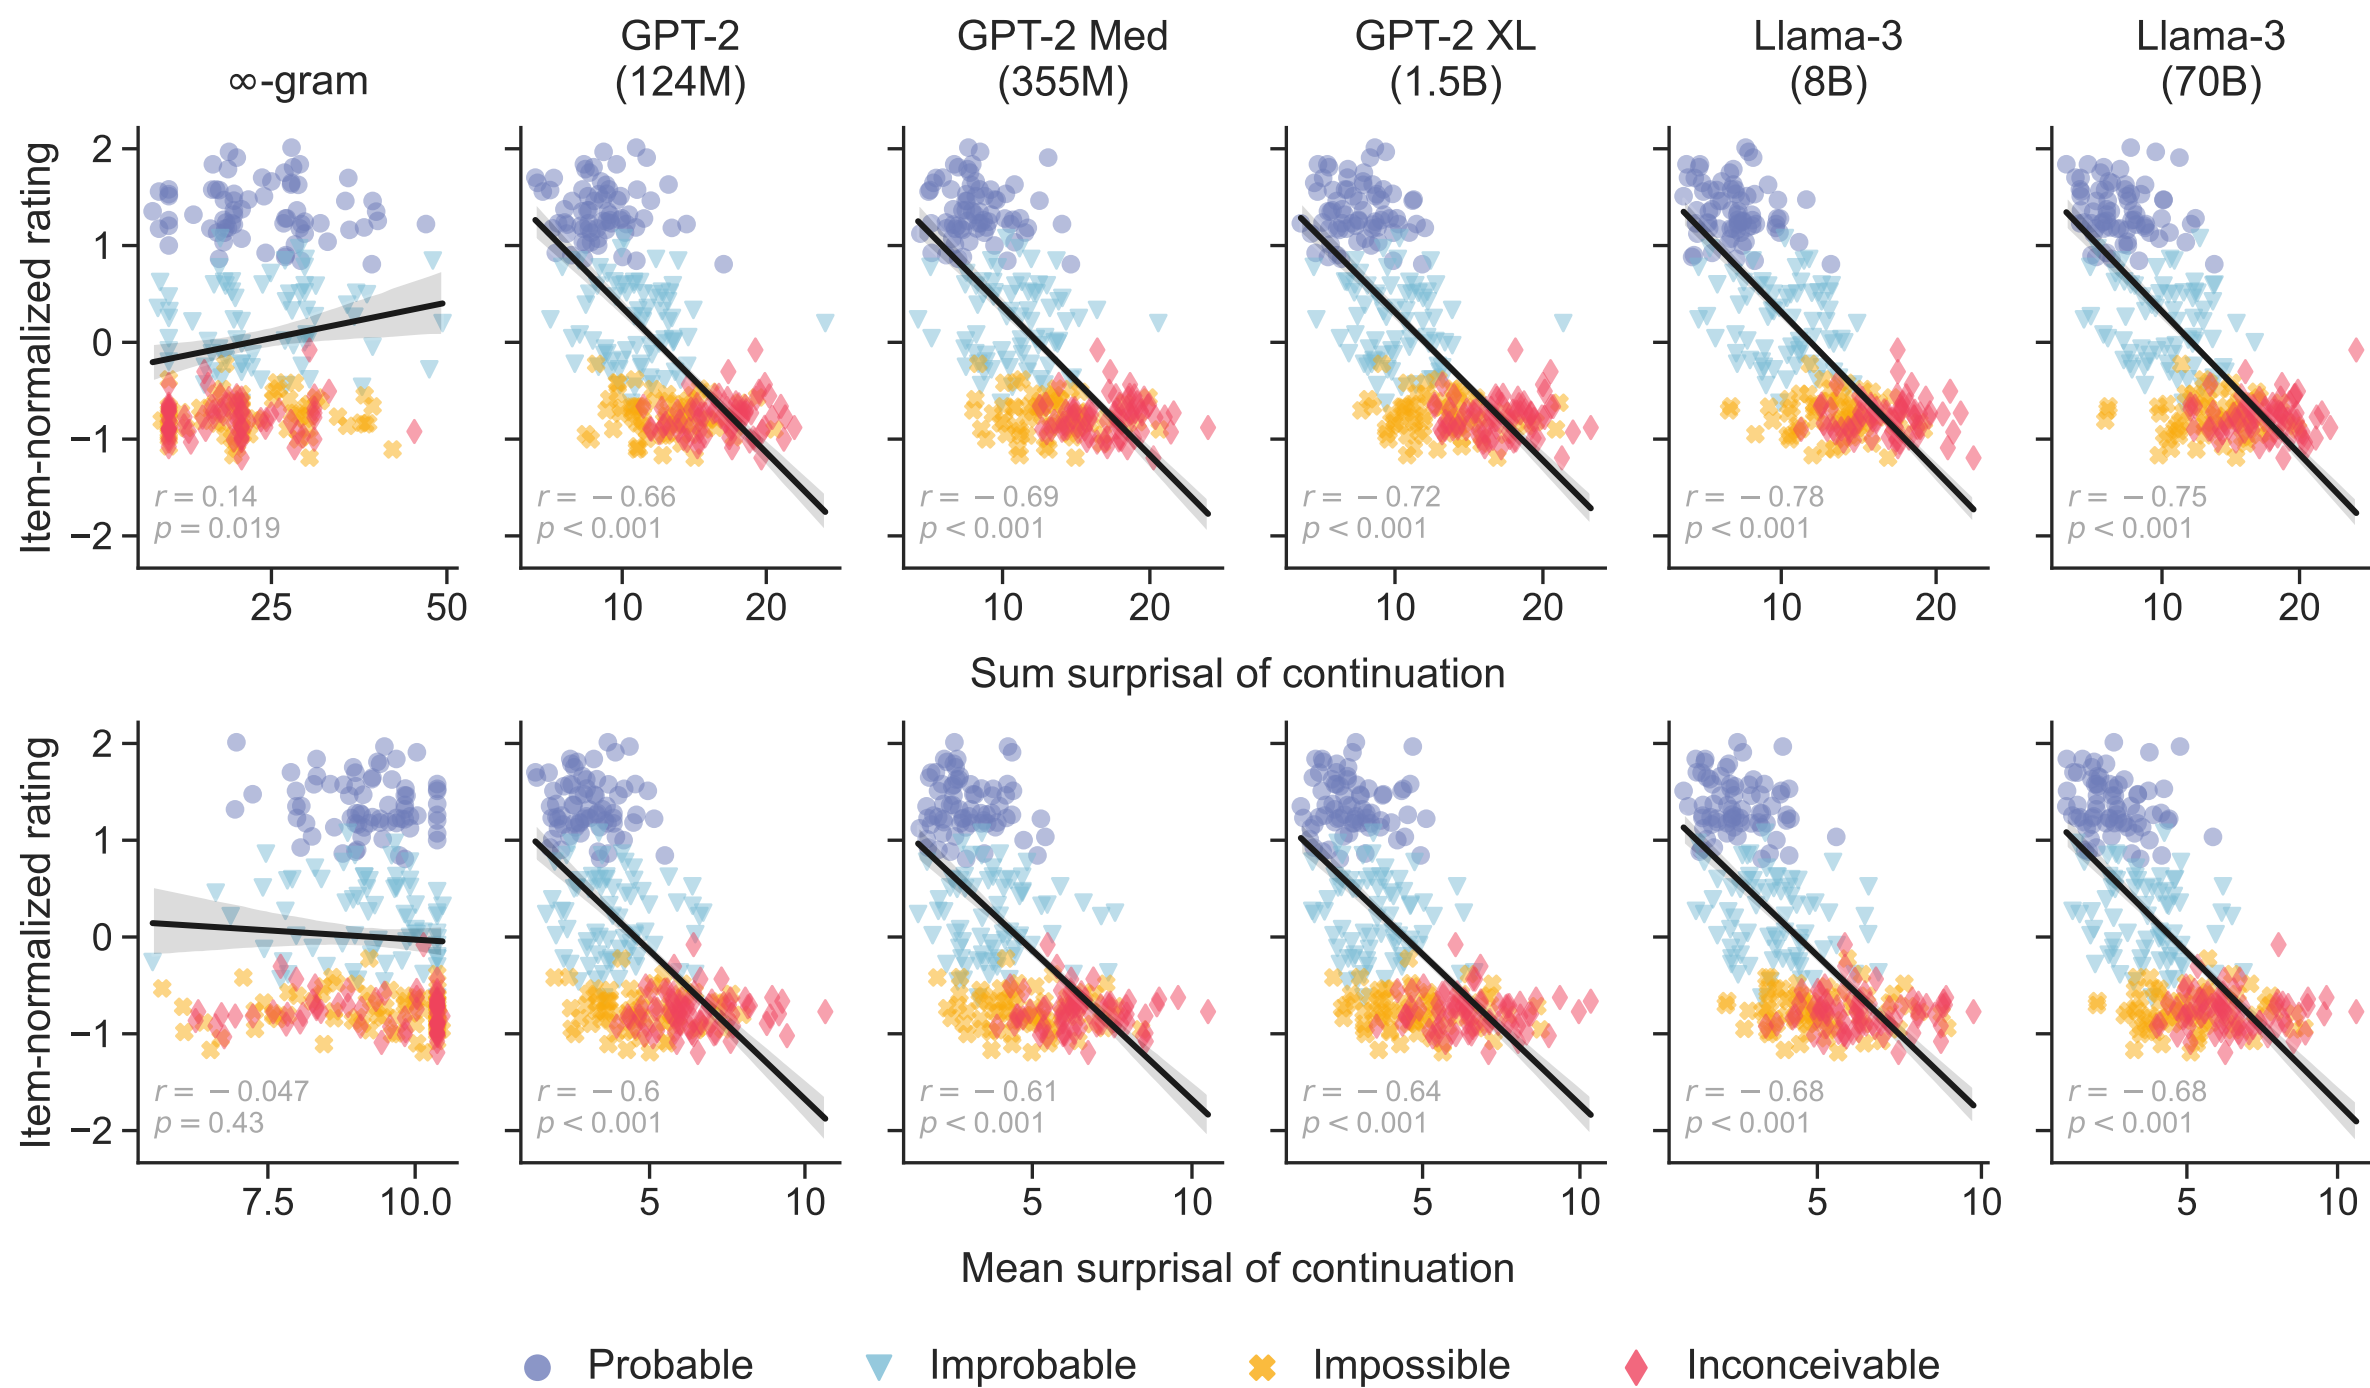 ∞-gram
GPT-2
(124M)
GPT-2 Med
(355M)
GPT-2 XL
(1.5B)
Llama-3
(8B)
Llama-3
(70B)
Item-normalized rating
2
1
0
−1
−2
r = 0.14
p = 0.019
r = −0.66
p < 0.001
r = −0.69
p < 0.001
r = −0.72
p < 0.001
r = −0.78
p < 0.001
r = −0.75
p < 0.001
25 50
10 20
10 20
10 20
10 20
10 20
Sum surprisal of continuation
Item-normalized rating
2
1
0
−1
−2
r = −0.047
p = 0.43
r = −0.6
p < 0.001
r = −0.61
p < 0.001
r = −0.64
p < 0.001
r = −0.68
p < 0.001
r = −0.68
p < 0.001
7.5 10.0
5 10
5 10
5 10
5 10
5 10
Mean surprisal of continuation
Probable
Improbable
Impossible
Inconceivable